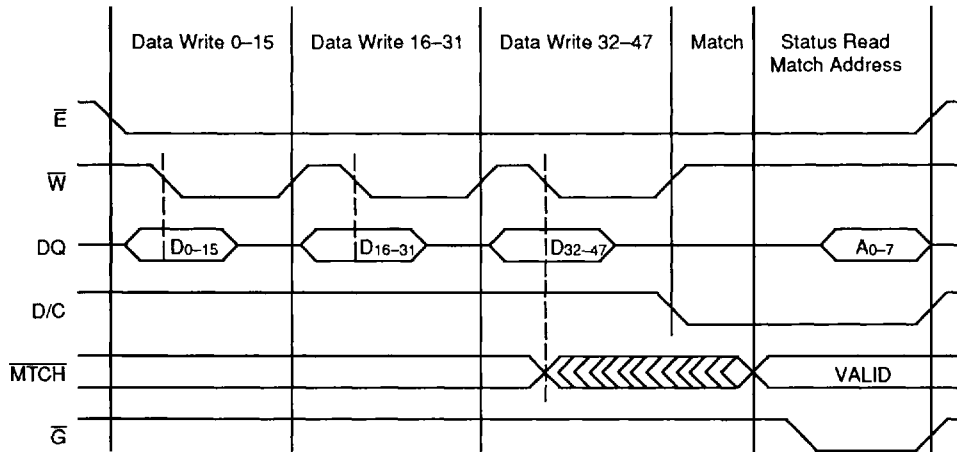 Data Write 0–15 Data Write 16–31 Data Write 32–47 Match Status Read
Match Address
E̅
W̅
DQ D0–15 D16–31 D32–47 A0–7
D/C
M̅T̅C̅H̅ VALID
G̅